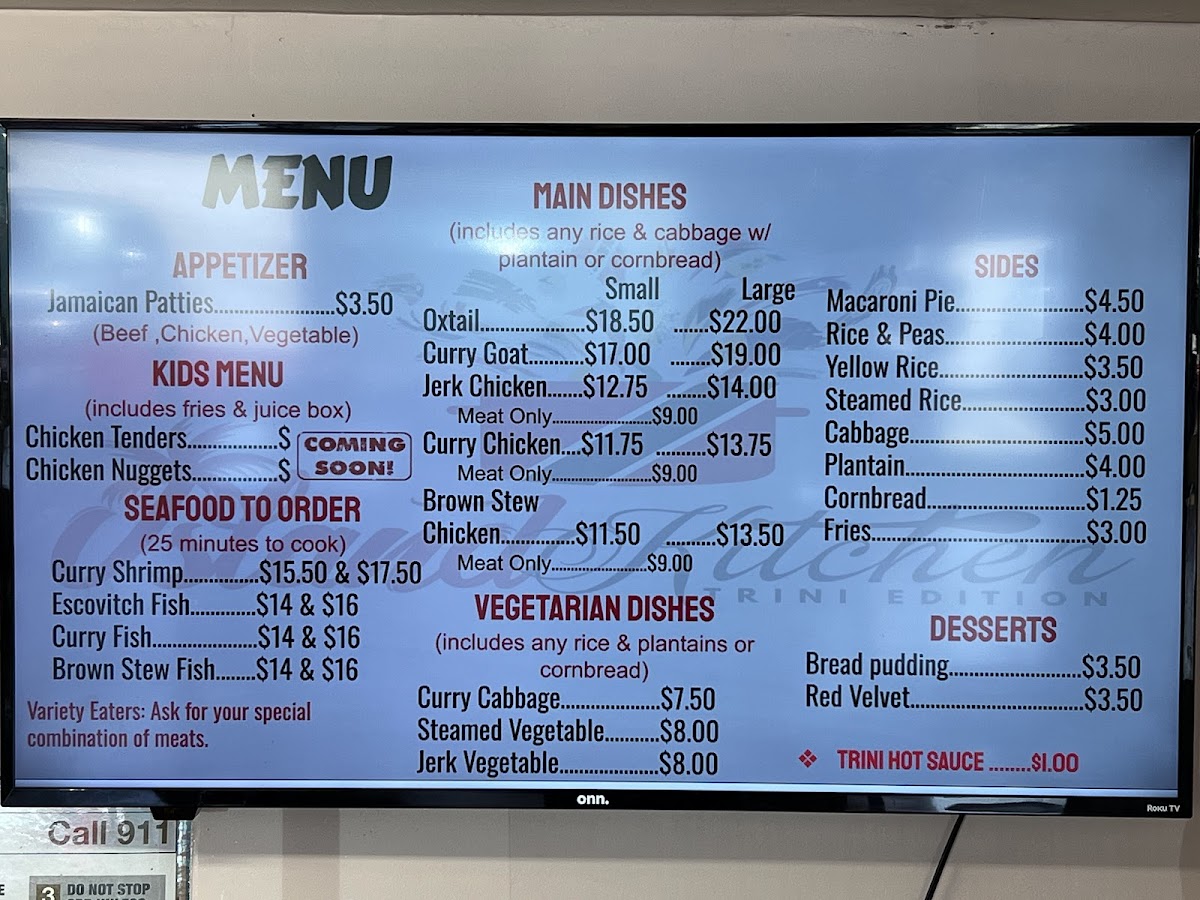 MENU
APPETIZER
Jamaican Patties......................$3.50
(Beef ,Chicken,Vegetable)
KIDS MENU
(includes fries & juice box)
Chicken Tenders................$
Chicken Nuggets...............$
COMING
SOON!
SEAFOOD TO ORDER
(25 minutes to cook)
Curry Shrimp..............$15.50 & $17.50
Escovitch Fish............$14 & $16
Curry Fish...................$14 & $16
Brown Stew Fish.......$14 & $16
Variety Eaters: Ask for your special
combination of meats.
MAIN DISHES
(includes any rice & cabbage w/
plantain or cornbread)
Small Large
Oxtail...................$18.50 ......$22.00
Curry Goat..........$17.00 .......$19.00
Jerk Chicken......$12.75 ........$14.00
Meat Only......................$9.00
Curry Chicken....$11.75 .........$13.75
Meat Only......................$9.00
Brown Stew
Chicken.............$11.50 .........$13.50
Meat Only.....................$9.00
VEGETARIAN DISHES
(includes any rice & plantains or
cornbread)
Curry Cabbage..................$7.50
Steamed Vegetable..........$8.00
Jerk Vegetable..................$8.00
SIDES
Macaroni Pie.......................$4.50
Rice & Peas.........................$4.00
Yellow Rice..........................$3.50
Steamed Rice......................$3.00
Cabbage...............................$5.00
Plantain................................$4.00
Cornbread............................$1.25
Fries......................................$3.00
Island Kitchen
TRINI EDITION
DESSERTS
Bread pudding........................$3.50
Red Velvet...............................$3.50
❖ TRINI HOT SAUCE ........$1.00
onn.
Roku TV
Call 911
3 DO NOT STOP